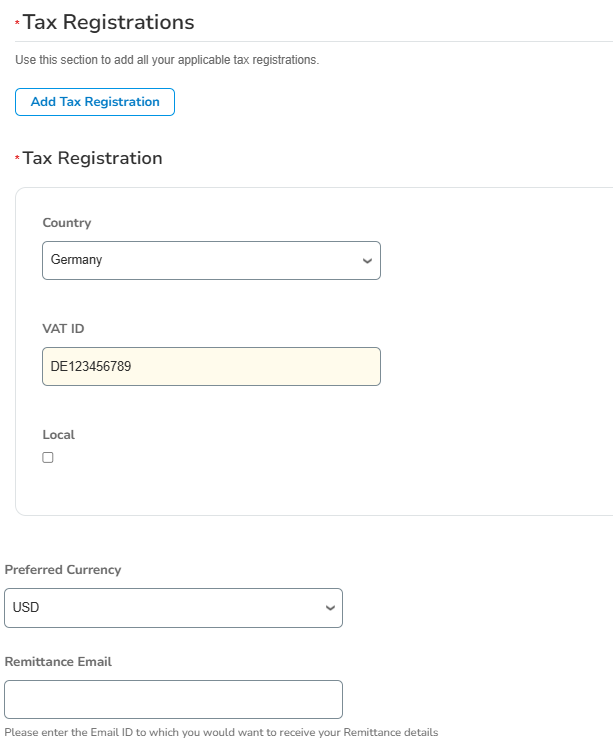 *Tax Registrations
Use this section to add all your applicable tax registrations.
Add Tax Registration
*Tax Registration
Country
Germany
VAT ID
DE123456789
Local
Preferred Currency
USD
Remittance Email
Please enter the Email ID to which you would want to receive your Remittance details